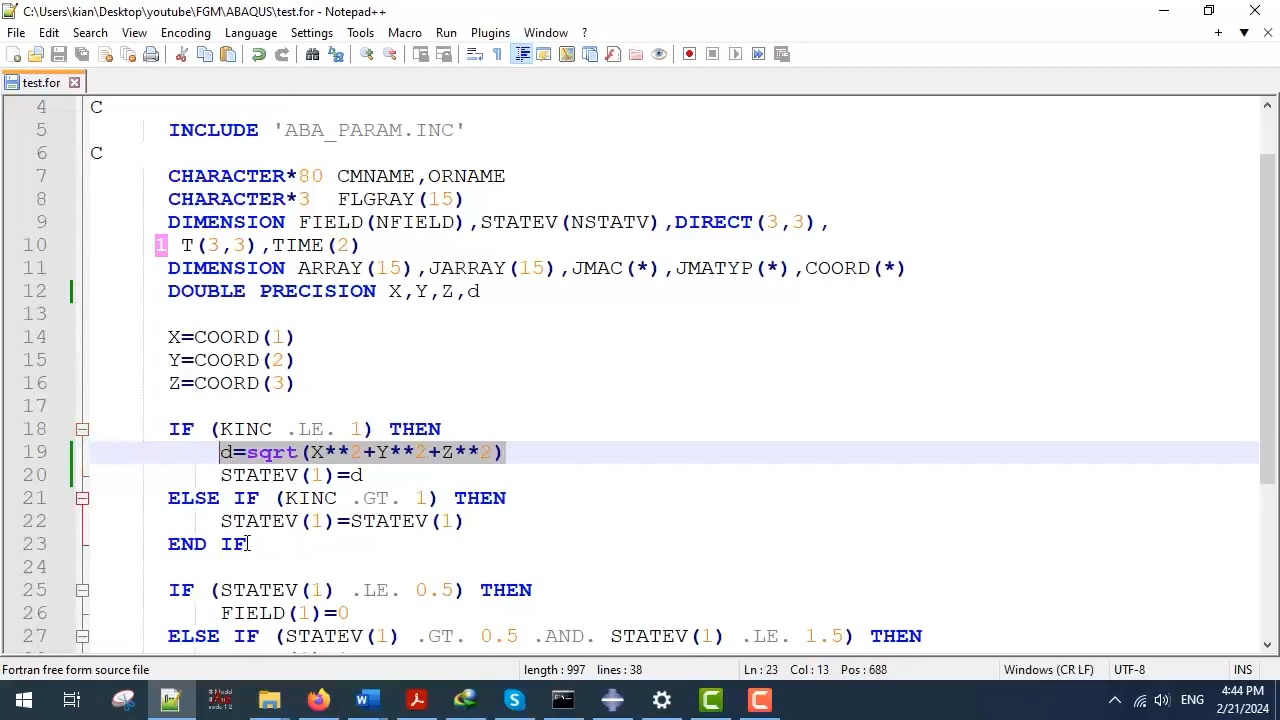 C:\Users\kian\Desktop\youtube\FGM\ABAQUS\test.for - Notepad++
File Edit Search View Encoding Language Settings Tools Macro Run Plugins Window ?
test.for
4 C
5 INCLUDE 'ABA_PARAM.INC'
6 C
7 CHARACTER*80 CMNAME,ORNAME
8 CHARACTER*3  FLGRAY(15)
9 DIMENSION FIELD(NFIELD),STATEV(NSTATV),DIRECT(3,3),
10 1 T(3,3),TIME(2)
11 DIMENSION ARRAY(15),JARRAY(15),JMAC(*),JMATYP(*),COORD(*)
12 DOUBLE PRECISION X,Y,Z,d
13
14 X=COORD(1)
15 Y=COORD(2)
16 Z=COORD(3)
17
18 IF (KINC .LE. 1) THEN
19 d=sqrt(X**2+Y**2+Z**2)
20 STATEV(1)=d
21 ELSE IF (KINC .GT. 1) THEN
22 STATEV(1)=STATEV(1)
23 END IF
24
25 IF (STATEV(1) .LE. 0.5) THEN
26 FIELD(1)=0
27 ELSE IF (STATEV(1) .GT. 0.5 .AND. STATEV(1) .LE. 1.5) THEN
Fortran free form source file length : 997 lines : 38 Ln : 23 Col : 13 Pos : 688 Windows (CR LF) UTF-8 INS
ENG 4:44 PM
2/21/2024